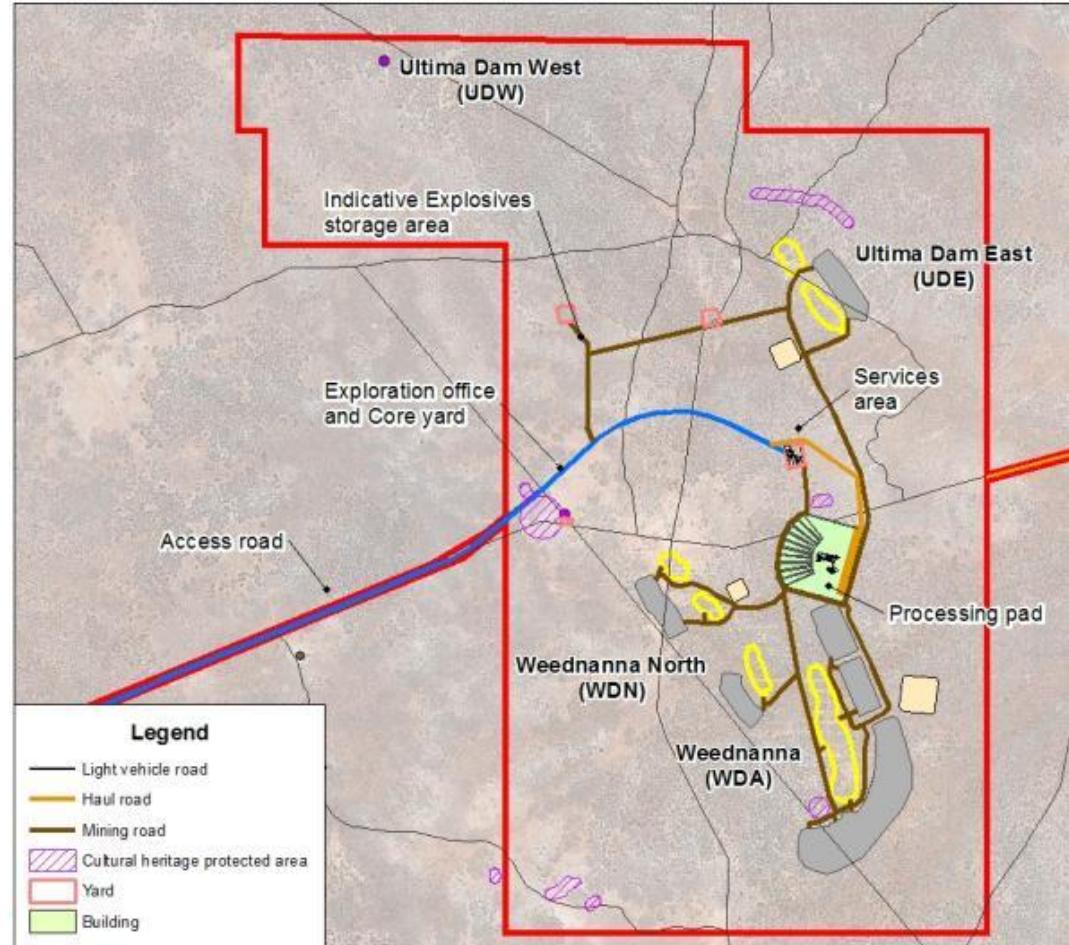 Ultima Dam West
(UDW)
Indicative Explosives
storage area
Ultima Dam East
(UDE)
Exploration office
and Core yard
Services
area
Access road
Processing pad
Weednanna North
(WDN)
Weednanna
(WDA)
Legend
Light vehicle road
Haul road
Mining road
Cultural heritage protected area
Yard
Building